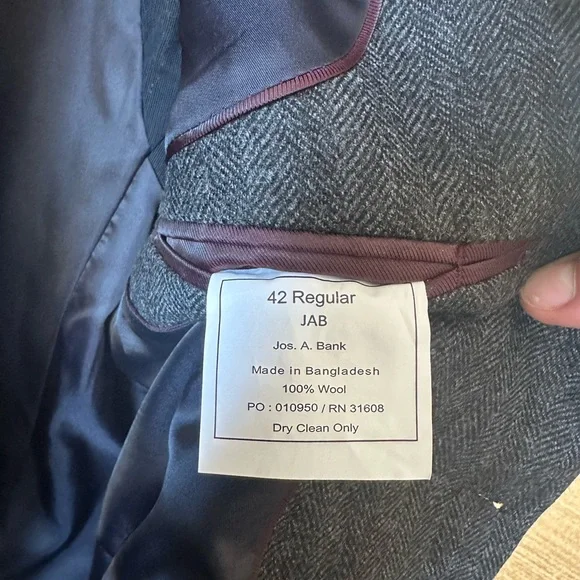 42 Regular
JAB
Jos. A. Bank
Made in Bangladesh
100% Wool
PO : 010950 / RN 31608
Dry Clean Only